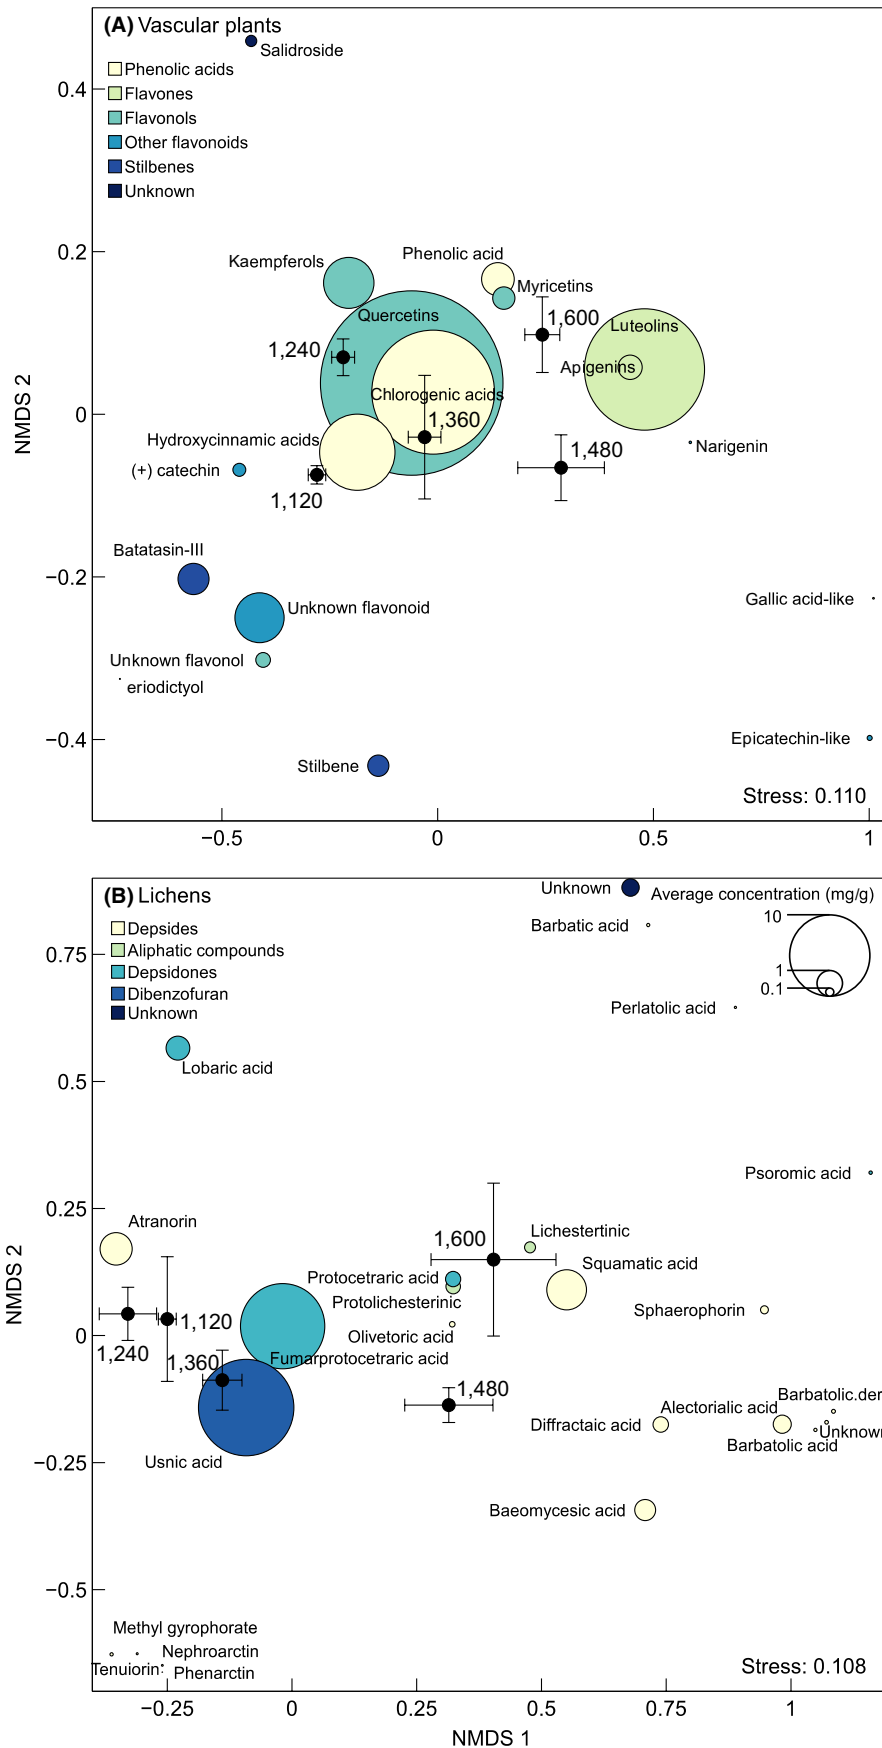 (A) Vascular plants
Salidroside
Phenolic acids
Flavones
Flavonols
Other flavonoids
Stilbenes
Unknown
0.4
0.2
0
−0.2
−0.4
NMDS 2
Kaempferols
Phenolic acid
Myricetins
Quercetins
1,600
Luteolins
1,240
Apigenins
Chlorogenic acids
1,360
Hydroxycinnamic acids
Narigenin
1,480
(+) catechin
1,120
Batatasin-III
Gallic acid-like
Unknown flavonoid
Unknown flavonol
eriodictyol
Epicatechin-like
Stilbene
Stress: 0.110
−0.5
0
0.5
1
(B) Lichens
Unknown
Average concentration (mg/g)
10
1
0.1
Depsides
Aliphatic compounds
Depsidones
Dibenzofuran
Unknown
Barbatic acid
Perlatolic acid
0.75
0.5
0.25
0
−0.25
−0.5
NMDS 2
Lobaric acid
Psoromic acid
Atranorin
1,600
Lichestertinic
Squamatic acid
Protocetraric acid
Protolichesterinic
Sphaerophorin
1,120
Olivetoric acid
1,240
1,360
Fumarprotocetraric acid
1,480
Barbatolic.der
Alectorialic acid
Diffractaic acid
Unknown
Barbatolic acid
Usnic acid
Baeomycesic acid
Methyl gyrophorate
Nephroarctin
Tenuiorin
Phenarctin
Stress: 0.108
−0.25
0
0.25
0.5
0.75
1
NMDS 1